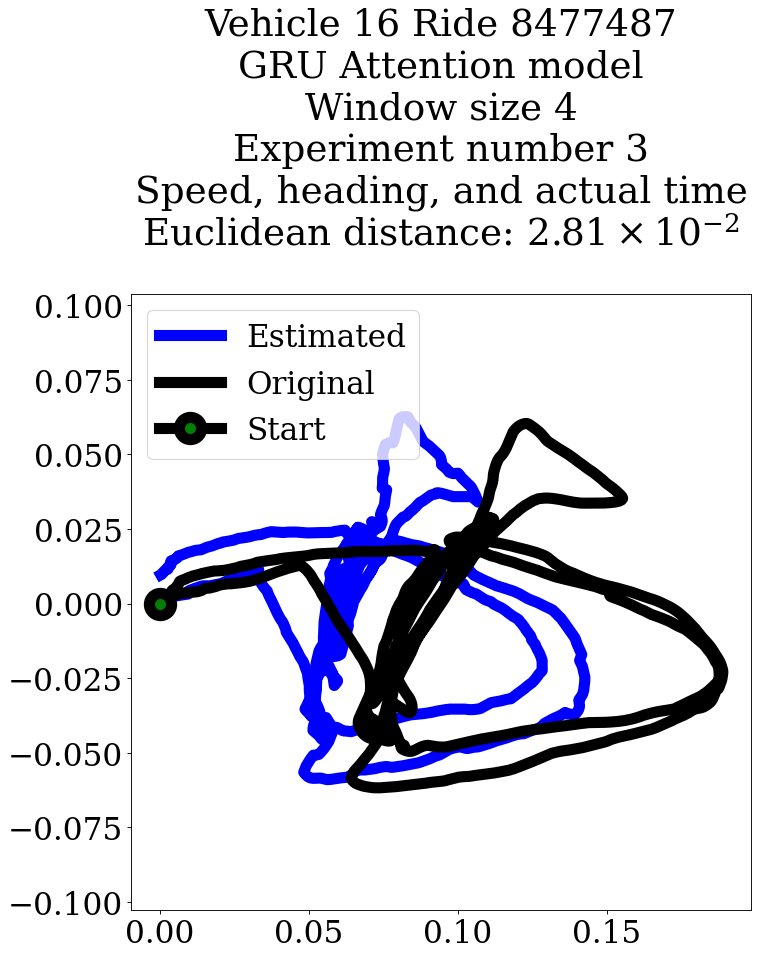 Vehicle 16 Ride 8477487
GRU Attention model
Window size 4
Experiment number 3
Speed, heading, and actual time
Euclidean distance: 2.81 × 10⁻²
Estimated
Original
Start
0.100
0.075
0.050
0.025
0.000
−0.025
−0.050
−0.075
−0.100
0.00 0.05 0.10 0.15